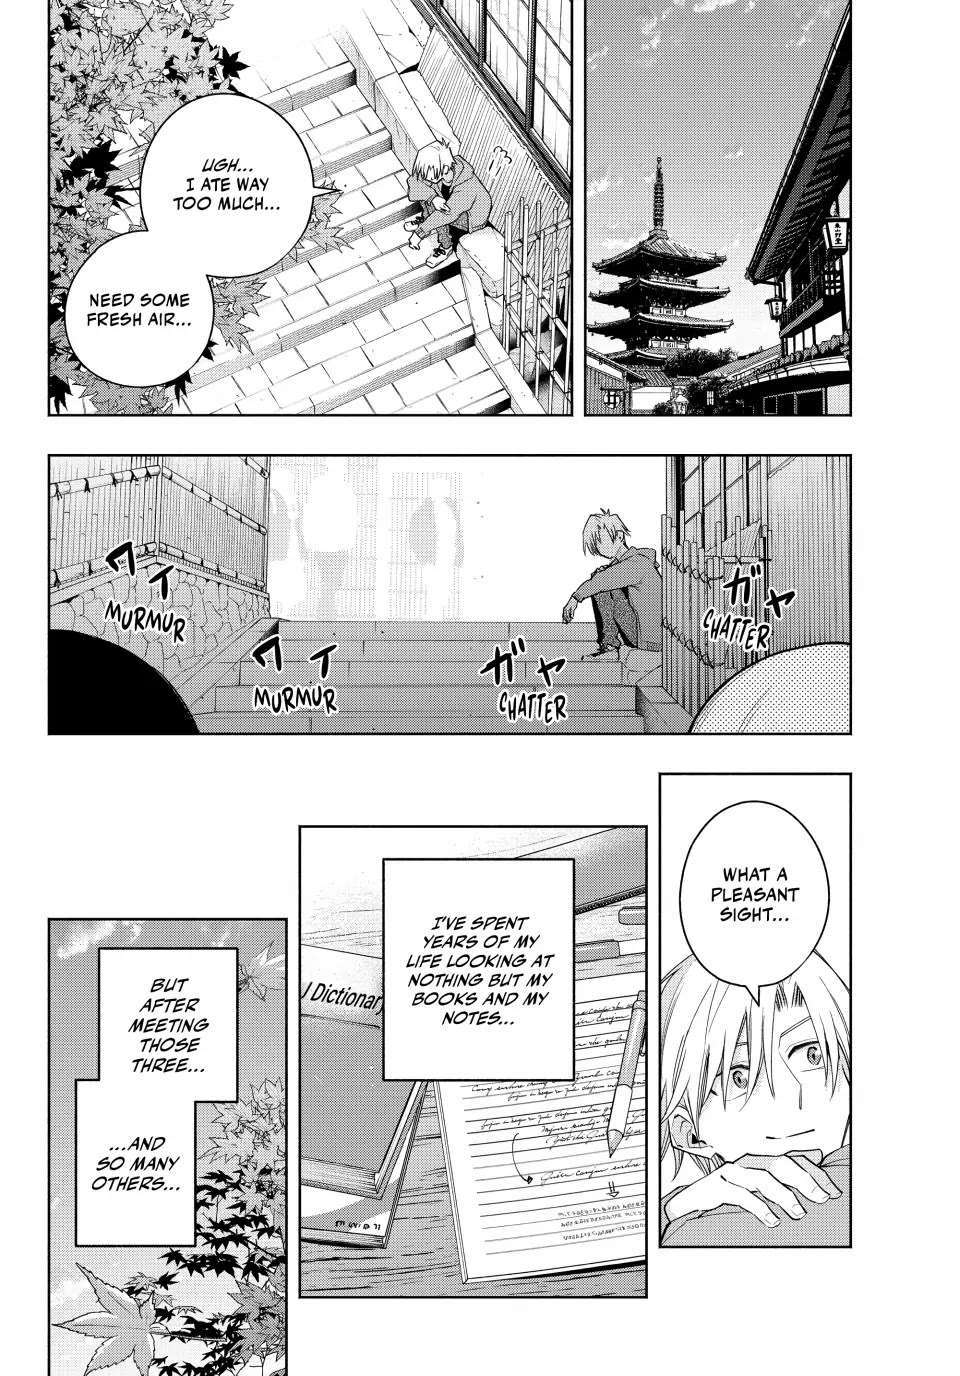 UGH...
I ATE WAY
TOO MUCH...
NEED SOME
FRESH AIR...
ガヤ
CHATTER
ワイ
MURMUR
ガヤ
CHATTER
ワイ
MURMUR
WHAT A
PLEASANT
SIGHT...
I'VE SPENT
YEARS OF MY
LIFE LOOKING AT
NOTHING BUT MY
BOOKS AND MY
NOTES...
J Dictionary
BUT
AFTER
MEETING
THOSE
THREE...
...AND
SO MANY
OTHERS...